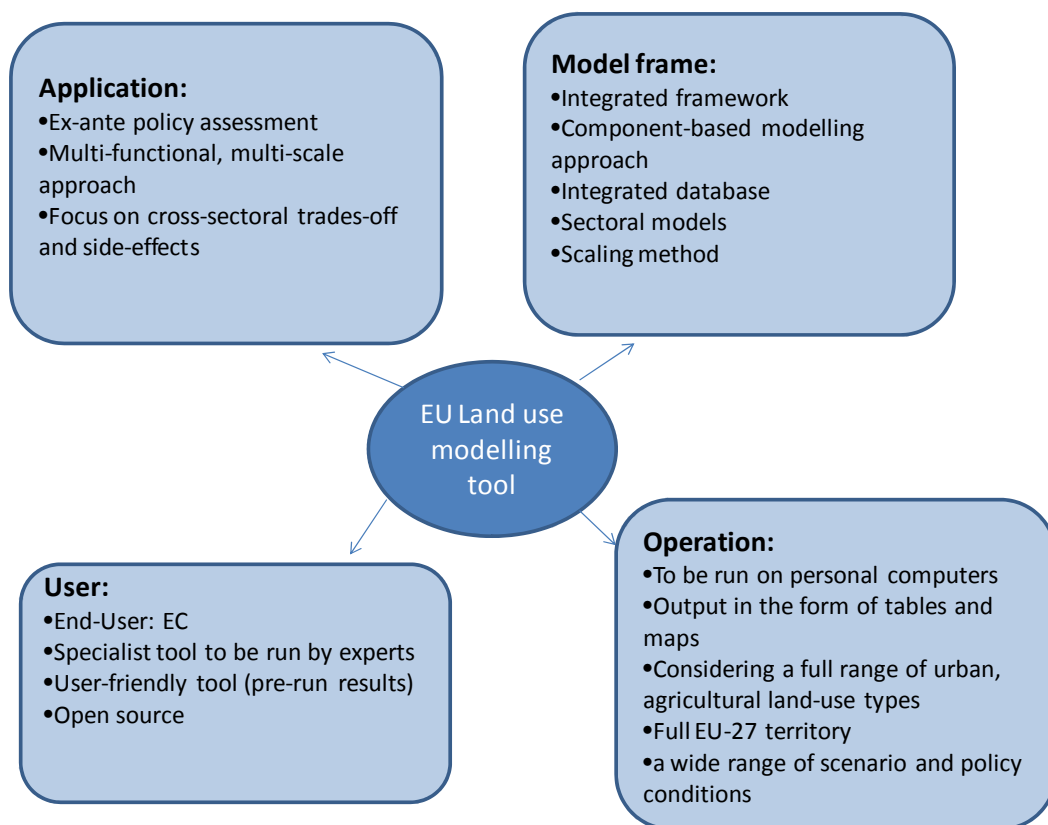 Application:
•Ex-ante policy assessment
•Multi-functional, multi-scale
approach
•Focus on cross-sectoral trades-off
and side-effects
Model frame:
•Integrated framework
•Component-based modelling
approach
•Integrated database
•Sectoral models
•Scaling method
EU Land use
modelling
tool
User:
•End-User: EC
•Specialist tool to be run by experts
•User-friendly tool (pre-run results)
•Open source
Operation:
•To be run on personal computers
•Output in the form of tables and
maps
•Considering a full range of urban,
agricultural land-use types
•Full EU-27 territory
•a wide range of scenario and policy
conditions